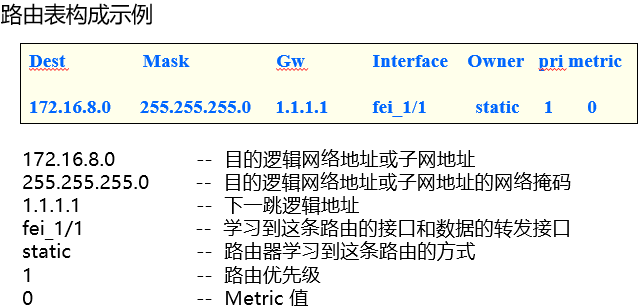 路由表构成示例
Dest Mask Gw Interface Owner pri metric
172.16.8.0 255.255.255.0 1.1.1.1 fei_1/1 static 1 0
172.16.8.0 -- 目的逻辑网络地址或子网地址
255.255.255.0 -- 目的逻辑网络地址或子网地址的网络掩码
1.1.1.1 -- 下一跳逻辑地址
fei_1/1 -- 学习到这条路由的接口和数据的转发接口
static -- 路由器学习到这条路由的方式
1 -- 路由优先级
0 -- Metric 值